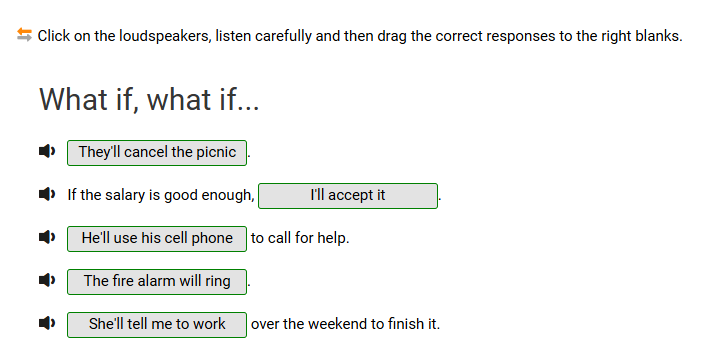 Click on the loudspeakers, listen carefully and then drag the correct responses to the right blanks.
What if, what if...
They'll cancel the picnic.
If the salary is good enough, I'll accept it.
He'll use his cell phone to call for help.
The fire alarm will ring.
She'll tell me to work over the weekend to finish it.